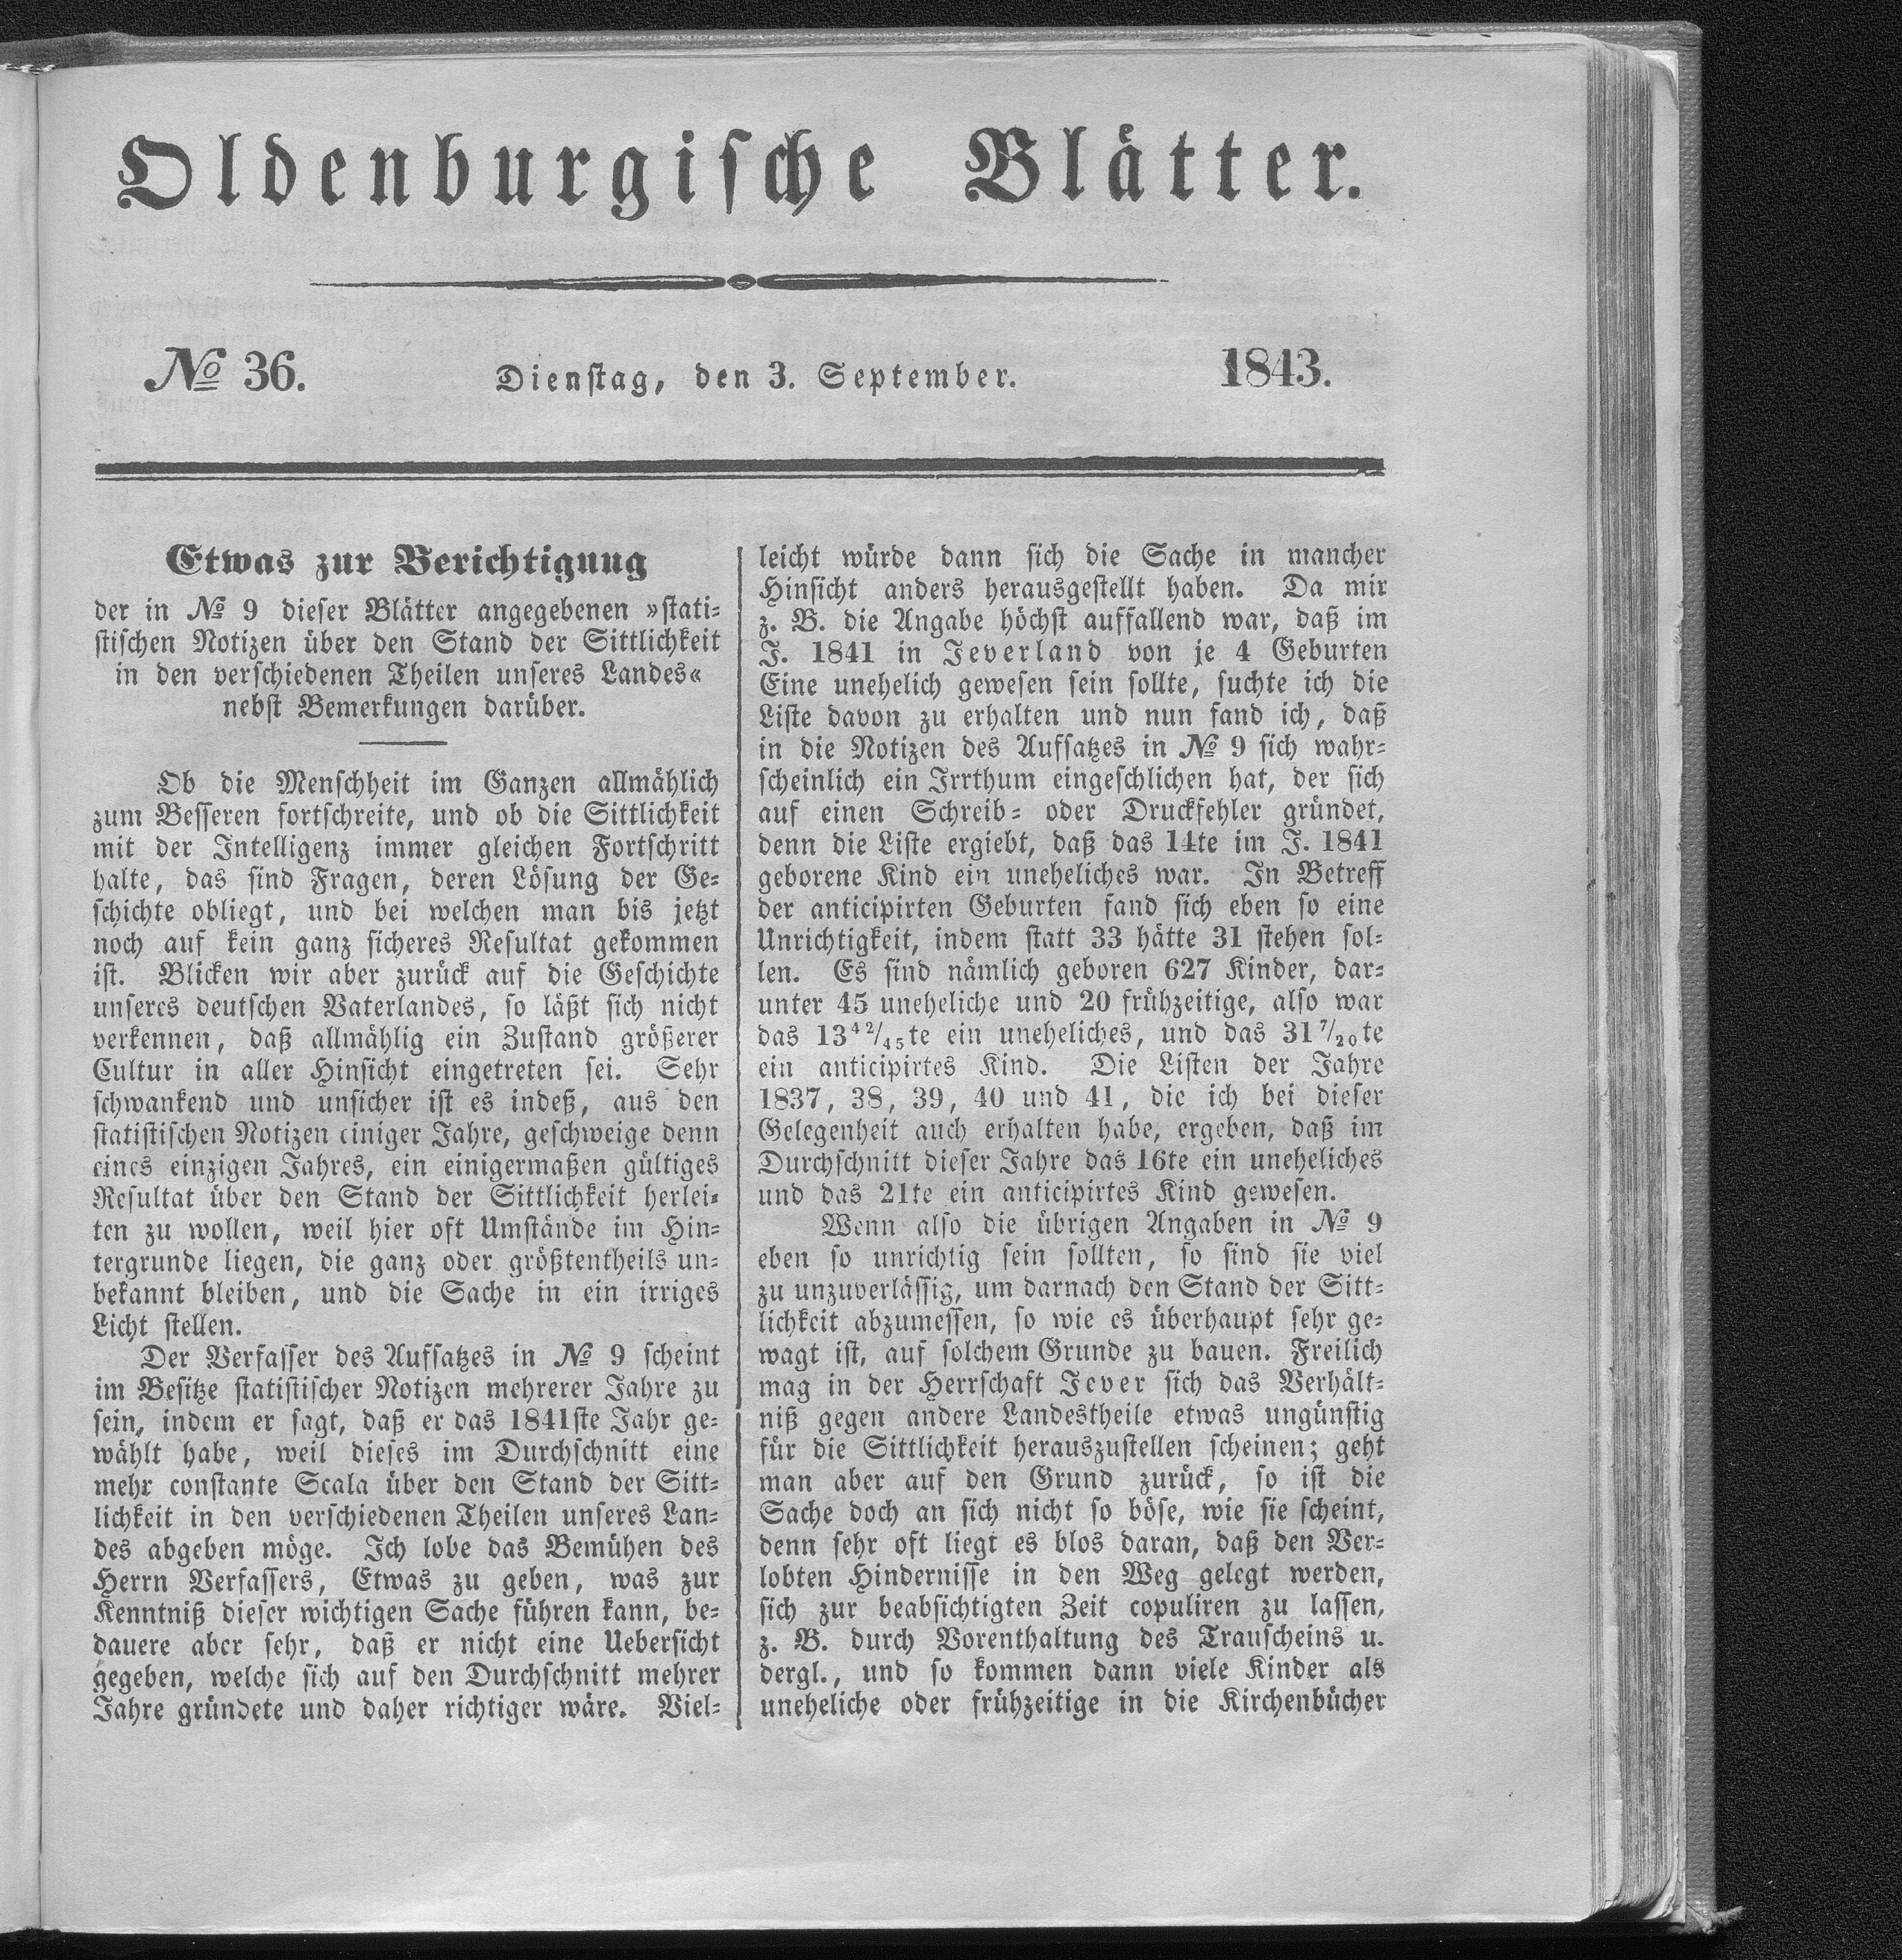 Oldenburgische Blätter.
№ 36. Dienstag, den 3. September. 1843.
Etwas zur Berichtigung
der in № 9 dieser Blätter angegebenen »stati-
stischen Notizen über den Stand der Sittlichkeit
in den verschiedenen Theilen unseres Landes«
nebst Bemerkungen darüber.
Ob die Menschheit im Ganzen allmählich
zum Besseren fortschreite, und ob die Sittlichkeit
mit der Intelligenz immer gleichen Fortschritt
halte, das sind Fragen, deren Lösung der Ge-
schichte obliegt, und bei welchen man bis jetzt
noch auf kein ganz sicheres Resultat gekommen
ist. Blicken wir aber zurück auf die Geschichte
unseres deutschen Vaterlandes, so läßt sich nicht
verkennen, daß allmählig ein Zustand größerer
Cultur in aller Hinsicht eingetreten sei. Sehr
schwankend und unsicher ist es indeß, aus den
statistischen Notizen einiger Jahre, geschweige denn
eines einzigen Jahres, ein einigermaßen gültiges
Resultat über den Stand der Sittlichkeit herlei-
ten zu wollen, weil hier oft Umstände im Hin-
tergrunde liegen, die ganz oder größtentheils un-
bekannt bleiben, und die Sache in ein irriges
Licht stellen.
Der Verfasser des Aufsatzes in № 9 scheint
im Besitze statistischer Notizen mehrerer Jahre zu
sein, indem er sagt, daß er das 1841ste Jahr ge-
wählt habe, weil dieses im Durchschnitt eine
mehr constante Scala über den Stand der Sitt-
lichkeit in den verschiedenen Theilen unseres Lan-
des abgeben möge. Ich lobe das Bemühen des
Herrn Verfassers, Etwas zu geben, was zur
Kenntniß dieser wichtigen Sache führen kann, be-
dauere aber sehr, daß er nicht eine Uebersicht
gegeben, welche sich auf den Durchschnitt mehrer
Jahre gründete und daher richtiger wäre. Viel-
leicht würde dann sich die Sache in mancher
Hinsicht anders herausgestellt haben. Da mir
z. B. die Angabe höchst auffallend war, daß im
J. 1841 in Jeverland von je 4 Geburten
Eine unehelich gewesen sein sollte, suchte ich die
Liste davon zu erhalten und nun fand ich, daß
in die Notizen des Aufsatzes in № 9 sich wahr-
scheinlich ein Irrthum eingeschlichen hat, der sich
auf einen Schreib- oder Druckfehler gründet,
denn die Liste ergiebt, daß das 14te im J. 1841
geborene Kind ein uneheliches war. In Betreff
der anticipirten Geburten fand sich eben so eine
Unrichtigkeit, indem statt 33 hätte 31 stehen sol-
len. Es sind nämlich geboren 627 Kinder, dar-
unter 45 uneheliche und 20 frühzeitige, also war
das 13⁴²/₄₅te ein uneheliches, und das 31⁷/₂₀te
ein anticipirtes Kind. Die Listen der Jahre
1837, 38, 39, 40 und 41, die ich bei dieser
Gelegenheit auch erhalten habe, ergeben, daß im
Durchschnitt dieser Jahre das 16te ein uneheliches
und das 21te ein anticipirtes Kind gewesen.
Wenn also die übrigen Angaben in № 9
eben so unrichtig sein sollten, so sind sie viel
zu unzuverlässig, um darnach den Stand der Sitt-
lichkeit abzumessen, so wie es überhaupt sehr ge-
wagt ist, auf solchem Grunde zu bauen. Freilich
mag in der Herrschaft Jever sich das Verhält-
niß gegen andere Landestheile etwas ungünstig
für die Sittlichkeit herauszustellen scheinen; geht
man aber auf den Grund zurück, so ist die
Sache doch an sich nicht so böse, wie sie scheint,
denn sehr oft liegt es blos daran, daß den Ver-
lobten Hindernisse in den Weg gelegt werden,
sich zur beabsichtigten Zeit copuliren zu lassen,
z. B. durch Vorenthaltung des Trauscheins u.
dergl., und so kommen dann viele Kinder als
uneheliche oder frühzeitige in die Kirchenbücher